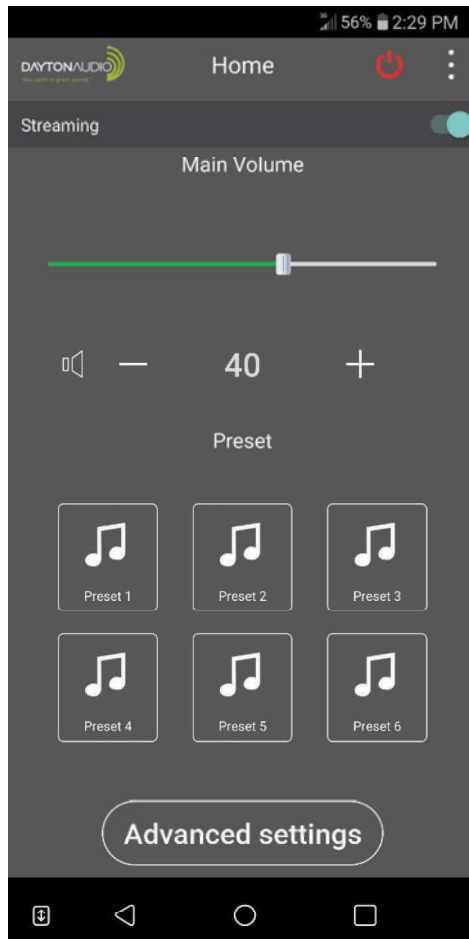 3G 56% 2:29 PM
DAYTONAUDIO
Home
Streaming
Main Volume
40
Preset
Preset 1 Preset 2 Preset 3
Preset 4 Preset 5 Preset 6
Advanced settings